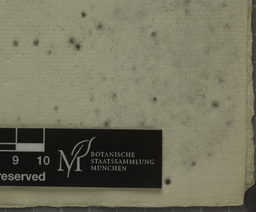 9 10
reserved
M
BOTANISCHE
STAATSSAMMLUNG
MÜNCHEN